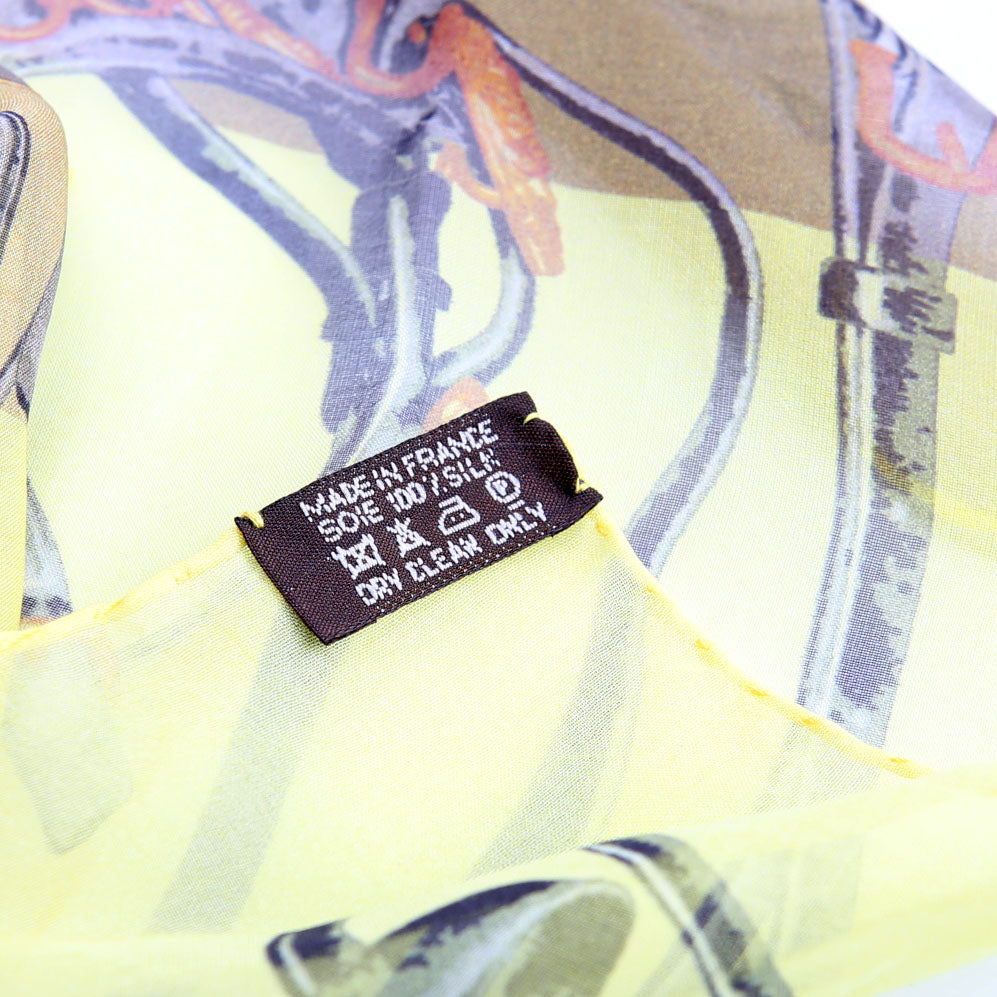 MADE IN FRANCE
SOIE 100% SILK
P
DRY CLEAN ONLY